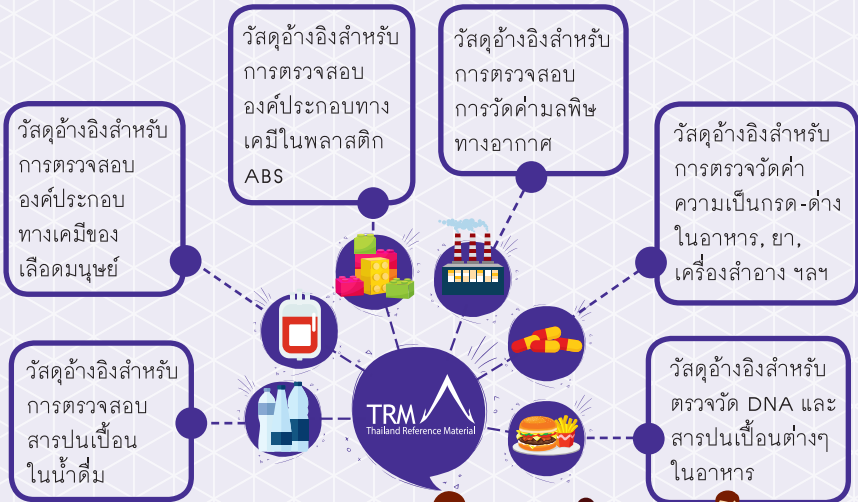 วัสดุอ้างอิงสำหรับ
การตรวจสอบ
องค์ประกอบทาง
เคมีในพลาสติก
ABS
วัสดุอ้างอิงสำหรับ
การตรวจสอบ
การวัดค่ามลพิษ
ทางอากาศ
วัสดุอ้างอิงสำหรับ
การตรวจสอบ
องค์ประกอบ
ทางเคมีของ
เลือดมนุษย์
วัสดุอ้างอิงสำหรับ
การตรวจวัดค่า
ความเป็นกรด-ด่าง
ในอาหาร, ยา,
เครื่องสำอาง ฯลฯ
วัสดุอ้างอิงสำหรับ
การตรวจสอบ
สารปนเปื้อน
ในน้ำดื่ม
TRM
Thailand Reference Material
วัสดุอ้างอิงสำหรับ
ตรวจวัด DNA และ
สารปนเปื้อนต่างๆ
ในอาหาร